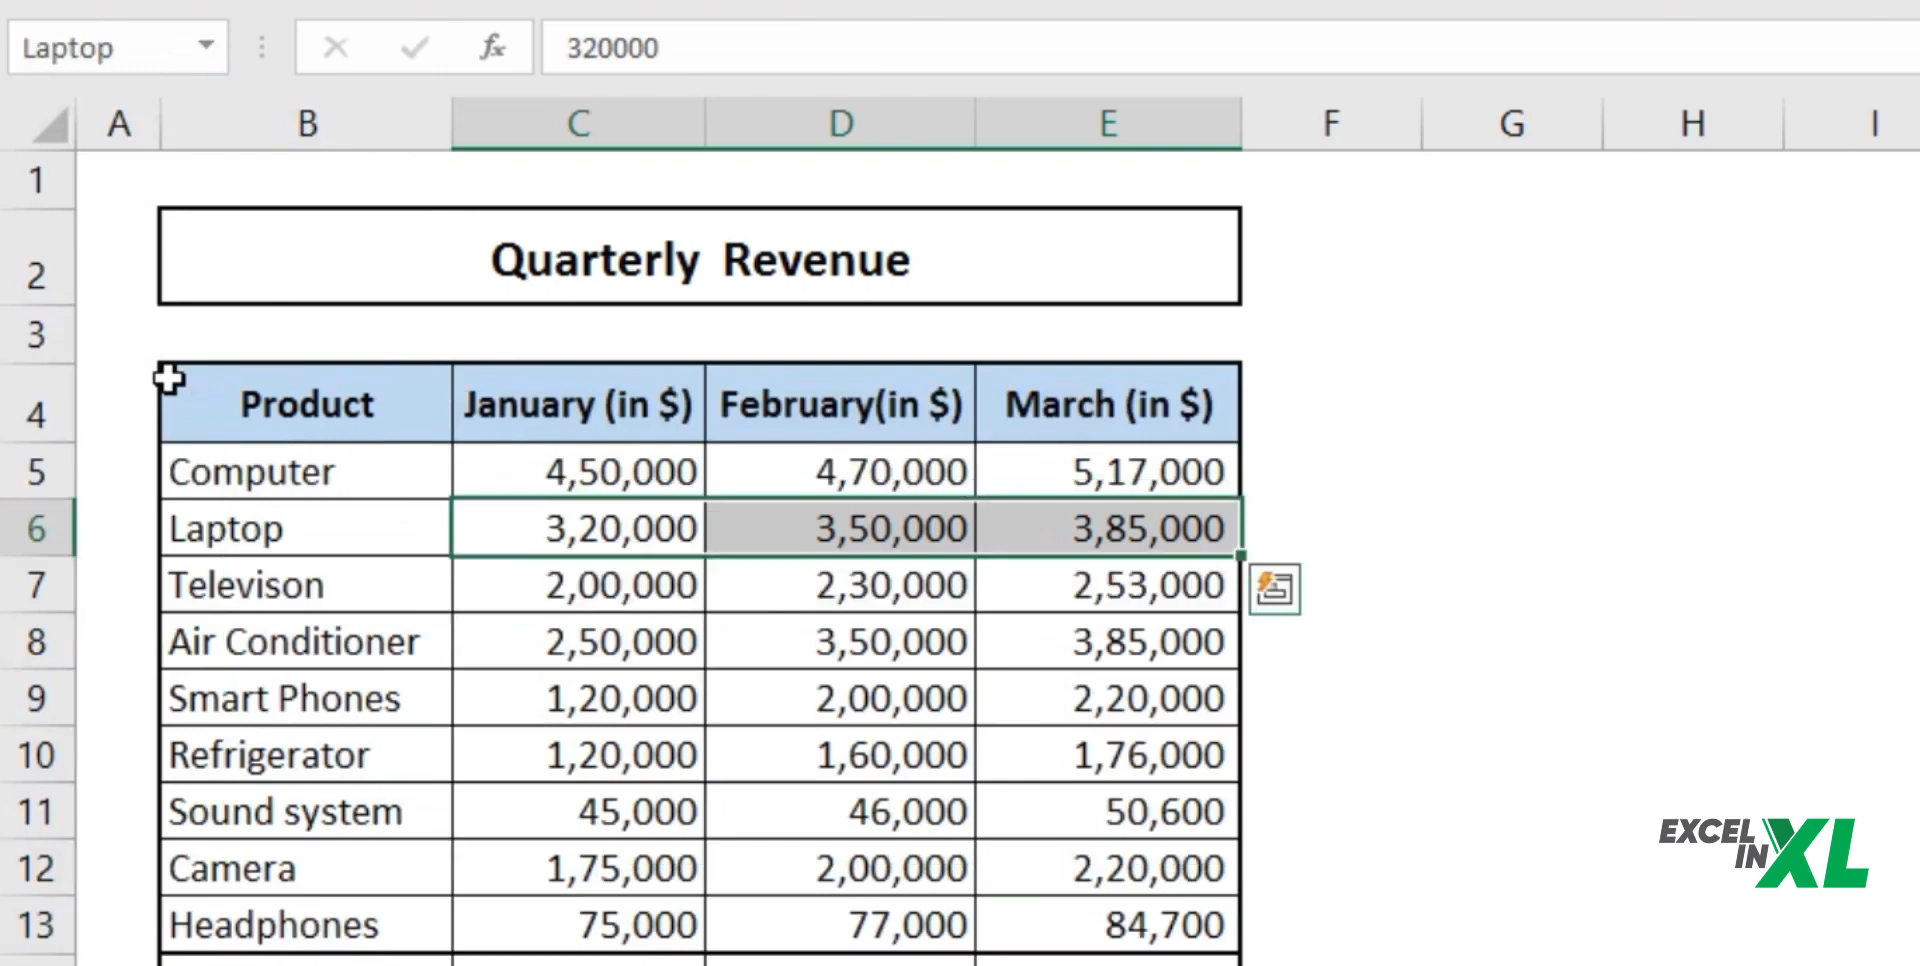 Laptop fx 320000
A B C D E F G H I
1
2 Quarterly Revenue
3
4 Product January (in $) February(in $) March (in $)
5 Computer 4,50,000 4,70,000 5,17,000
6 Laptop 3,20,000 3,50,000 3,85,000
7 Televison 2,00,000 2,30,000 2,53,000
8 Air Conditioner 2,50,000 3,50,000 3,85,000
9 Smart Phones 1,20,000 2,00,000 2,20,000
10 Refrigerator 1,20,000 1,60,000 1,76,000
11 Sound system 45,000 46,000 50,600
12 Camera 1,75,000 2,00,000 2,20,000
13 Headphones 75,000 77,000 84,700
EXCEL
IN XL